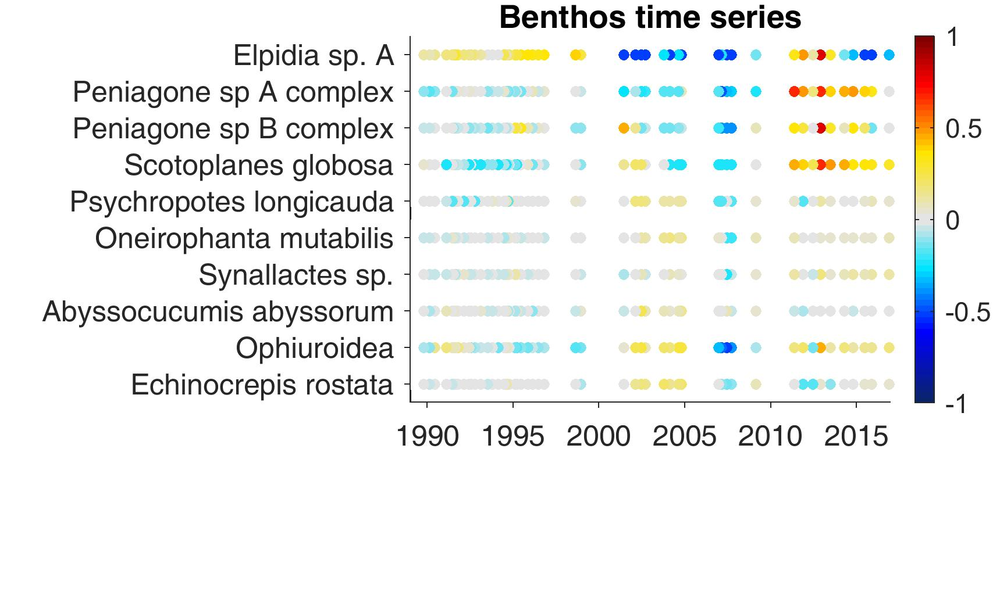 Benthos time series
Elpidia sp. A
Peniagone sp A complex
Peniagone sp B complex
Scotoplanes globosa
Psychropotes longicauda
Oneirophanta mutabilis
Synallactes sp.
Abyssocucumis abyssorum
Ophiuroidea
Echinocrepis rostata
1990 1995 2000 2005 2010 2015
1
0.5
0
-0.5
-1